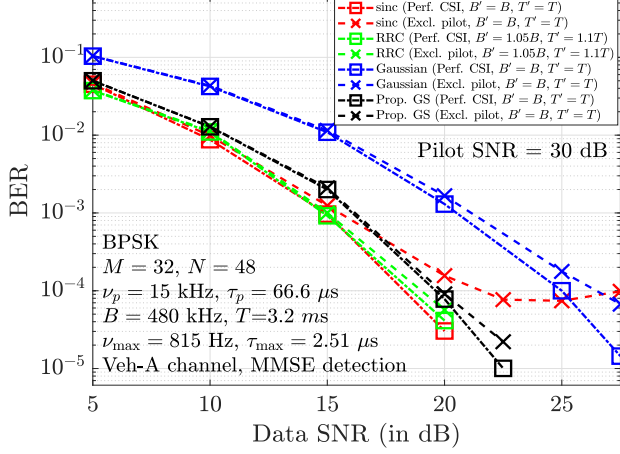 sinc (Perf. CSI, B′ = B, T′ = T)
sinc (Excl. pilot, B′ = B, T′ = T)
RRC (Perf. CSI, B′ = 1.05B, T′ = 1.1T)
RRC (Excl. pilot, B′ = 1.05B, T′ = 1.1T)
Gaussian (Perf. CSI, B′ = B, T′ = T)
Gaussian (Excl. pilot, B′ = B, T′ = T)
Prop. GS (Perf. CSI, B′ = B, T′ = T)
Prop. GS (Excl. pilot, B′ = B, T′ = T)
Pilot SNR = 30 dB
BER
10⁻¹
10⁻²
10⁻³
10⁻⁴
10⁻⁵
BPSK
M = 32, N = 48
ν_p = 15 kHz, τ_p = 66.6 μs
B = 480 kHz, T=3.2 ms
ν_max = 815 Hz, τ_max = 2.51 μs
Veh-A channel, MMSE detection
5 10 15 20 25
Data SNR (in dB)